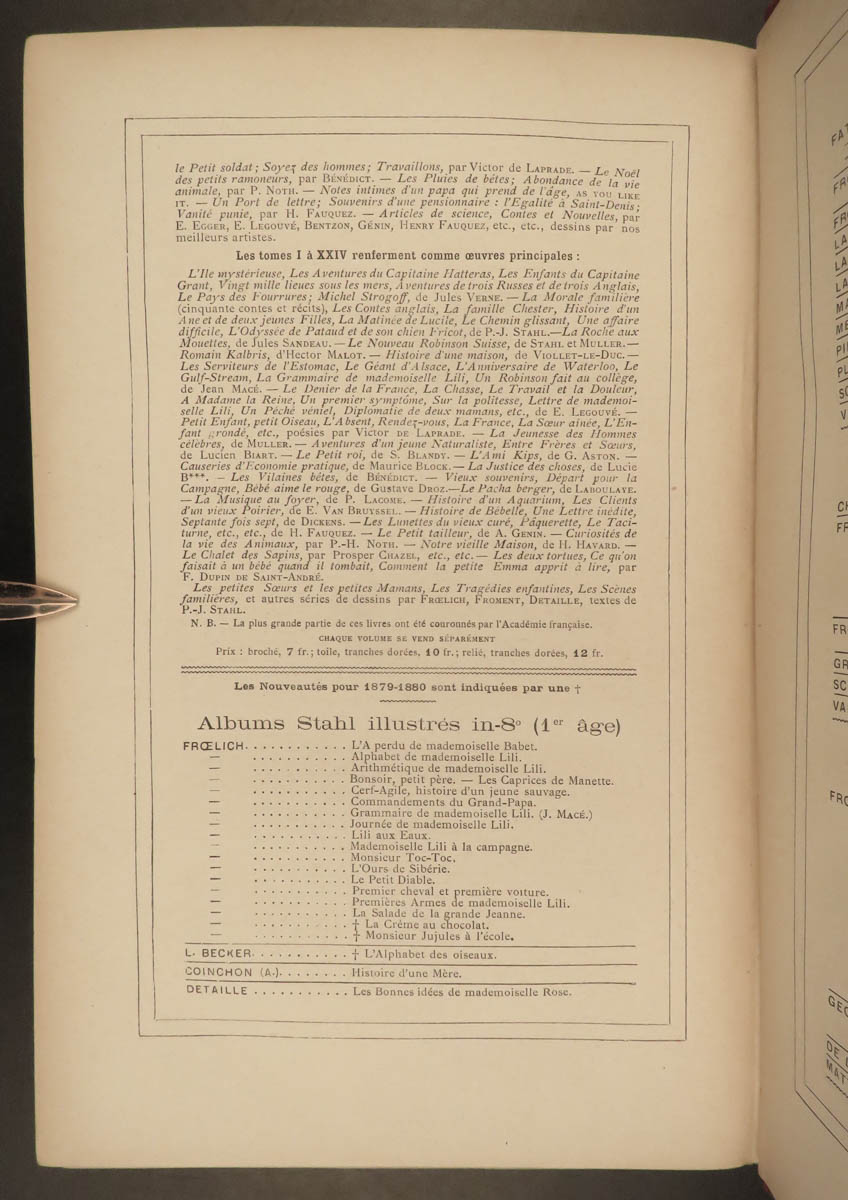 le Petit soldat; Soyez des hommes; Travaillons, par Victor de LAPRADE. — Le Noël
des petits ramoneurs, par BÉNÉDICT. — Les Pluies de bêtes; Abondance de la vie
animale, par P. NOTH. — Notes intimes d'un papa qui prend de l'âge, AS YOU LIKE
IT. — Un Port de lettre; Souvenirs d'une pensionnaire : l'Egalité à Saint-Denis;
Vanité punie, par H. FAUQUEZ. — Articles de science, Contes et Nouvelles, par
E. EGGER, E. LEGOUVÉ, BENTZON, GÉNIN, HENRY FAUQUEZ, etc., etc., dessins par nos
meilleurs artistes.
Les tomes I à XXIV renferment comme œuvres principales :
L'Ile mystérieuse, Les Aventures du Capitaine Hatteras, Les Enfants du Capitaine
Grant, Vingt mille lieues sous les mers, Aventures de trois Russes et de trois Anglais,
Le Pays des Fourrures; Michel Strogoff, de Jules VERNE. — La Morale familière
(cinquante contes et récits), Les Contes anglais, La famille Chester, Histoire d'un
Ane et de deux jeunes Filles, La Matinée de Lucile, Le Chemin glissant, Une affaire
difficile, L'Odyssée de Pataud et de son chien Fricot, de P.-J. STAHL. — La Roche aux
Mouettes, de Jules SANDEAU. — Le Nouveau Robinson Suisse, de STAHL et MULLER. —
Romain Kalbris, d'Hector MALOT. — Histoire d'une maison, de VIOLLET-LE-DUC. —
Les Serviteurs de l'Estomac, Le Géant d'Alsace, L'Anniversaire de Waterloo, Le
Gulf-Stream, La Grammaire de mademoiselle Lili, Un Robinson fait au collège,
de Jean MACÉ. — Le Denier de la France, La Chasse, Le Travail et la Douleur,
A Madame la Reine, Un premier symptôme, Sur la politesse, Lettre de mademoi-
selle Lili, Un Péché véniel, Diplomatie de deux mamans, etc., de E. LEGOUVÉ. —
Petit Enfant, petit Oiseau, L'Absent, Rendez-vous, La France, La Sœur aînée, L'En-
fant grondé, etc., poésies par Victor DE LAPRADE. — La Jeunesse des Hommes
célèbres, de MULLER. — Aventures d'un jeune Naturaliste, Entre Frères et Sœurs,
de Lucien BIART. — Le Petit roi, de S. BLANDY. — L'Ami Kips, de G. ASTON. —
Causeries d'Economie pratique, de Maurice BLOCK. — La Justice des choses, de Lucie
B***. — Les Vilaines bêtes, de BÉNÉDICT. — Vieux souvenirs, Départ pour la
Campagne, Bébé aime le rouge, de Gustave DROZ. — Le Pacha berger, de LABOULAYE.
— La Musique au foyer, de P. LACOME. — Histoire d'un Aquarium, Les Clients
d'un vieux Poirier, de E. VAN BRUYSSEL. — Histoire de Bébelle, Une Lettre inédite,
Septante fois sept, de DICKENS. — Les Lunettes du vieux curé, Pâquerette, Le Taci-
turne, etc., etc., de H. FAUQUEZ. — Le Petit tailleur, de A. GENIN. — Curiosités de
la vie des Animaux, par P.-H. NOTH. — Notre vieille Maison, de H. HAVARD. —
Le Chalet des Sapins, par Prosper CHAZEL, etc., etc. — Les deux tortues, Ce qu'on
faisait à un bébé quand il tombait, Comment la petite Emma apprit à lire, par
F. DUPIN DE SAINT-ANDRÉ.
Les petites Sœurs et les petites Mamans, Les Tragédies enfantines, Les Scènes
familières, et autres séries de dessins par FRŒLICH, FROMENT, DETAILLE, textes de
P.-J. STAHL.
N. B. — La plus grande partie de ces livres ont été couronnés par l'Académie française.
CHAQUE VOLUME SE VEND SÉPARÉMENT
Prix : broché, 7 fr.; toile, tranches dorées, 10 fr.; relié, tranches dorées, 12 fr.
Les Nouveautés pour 1879-1880 sont indiquées par une †
Albums Stahl illustrés in-8° (1er âge)
FRŒLICH. . . . . . . . . . . . L'A perdu de mademoiselle Babet.
— . . . . . . . . . . . Alphabet de mademoiselle Lili.
— . . . . . . . . . . . Arithmétique de mademoiselle Lili.
— . . . . . . . . . . . Bonsoir, petit père. — Les Caprices de Manette.
— . . . . . . . . . . . Cerf-Agile, histoire d'un jeune sauvage.
— . . . . . . . . . . . Commandements du Grand-Papa.
— . . . . . . . . . . . Grammaire de mademoiselle Lili. (J. MACÉ.)
— . . . . . . . . . . . Journée de mademoiselle Lili.
— . . . . . . . . . . . Lili aux Eaux.
— . . . . . . . . . . . Mademoiselle Lili à la campagne.
— . . . . . . . . . . . Monsieur Toc-Toc.
— . . . . . . . . . . . L'Ours de Sibérie.
— . . . . . . . . . . . Le Petit Diable.
— . . . . . . . . . . . Premier cheval et première voiture.
— . . . . . . . . . . . Premières Armes de mademoiselle Lili.
— . . . . . . . . . . . La Salade de la grande Jeanne.
— . . . . . . . . . . . † La Crême au chocolat.
— . . . . . . . . . . . † Monsieur Jujules à l'école.
L. BECKER. . . . . . . . . . . † L'Alphabet des oiseaux.
COINCHON (A.). . . . . . . . Histoire d'une Mère.
DETAILLE . . . . . . . . . . . Les Bonnes idées de mademoiselle Rose.